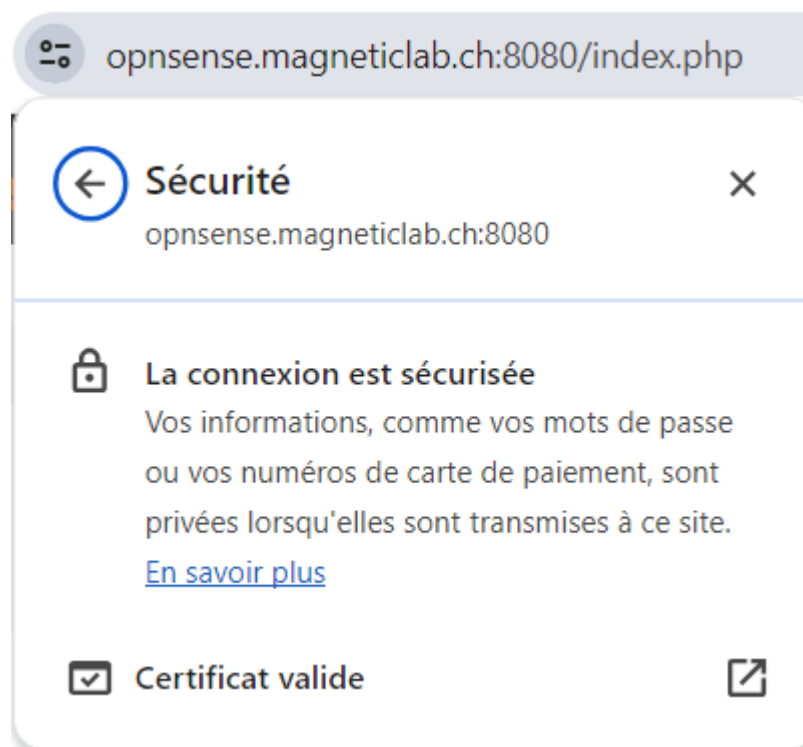 opnsense.magneticlab.ch:8080/index.php
Sécurité
opnsense.magneticlab.ch:8080
La connexion est sécurisée
Vos informations, comme vos mots de passe
ou vos numéros de carte de paiement, sont
privées lorsqu'elles sont transmises à ce site.
En savoir plus
Certificat valide